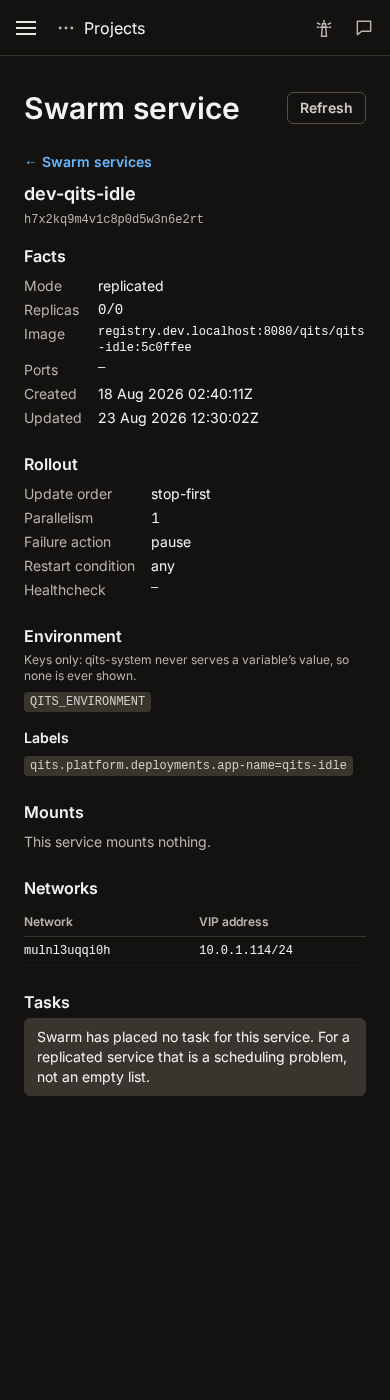 Projects
Swarm service
Refresh
← Swarm services
dev-qits-idle
h7x2kq9m4v1c8p0d5w3n6e2rt
Facts
Mode replicated
Replicas 0/0
Image registry.dev.localhost:8080/qits/qits
-idle:5c0ffee
Ports —
Created 18 Aug 2026 02:40:11Z
Updated 23 Aug 2026 12:30:02Z
Rollout
Update order stop-first
Parallelism 1
Failure action pause
Restart condition any
Healthcheck —
Environment
Keys only: qits-system never serves a variable’s value, so
none is ever shown.
QITS_ENVIRONMENT
Labels
qits.platform.deployments.app-name=qits-idle
Mounts
This service mounts nothing.
Networks
Network VIP address
mulnl3uqqi0h 10.0.1.114/24
Tasks
Swarm has placed no task for this service. For a
replicated service that is a scheduling problem,
not an empty list.